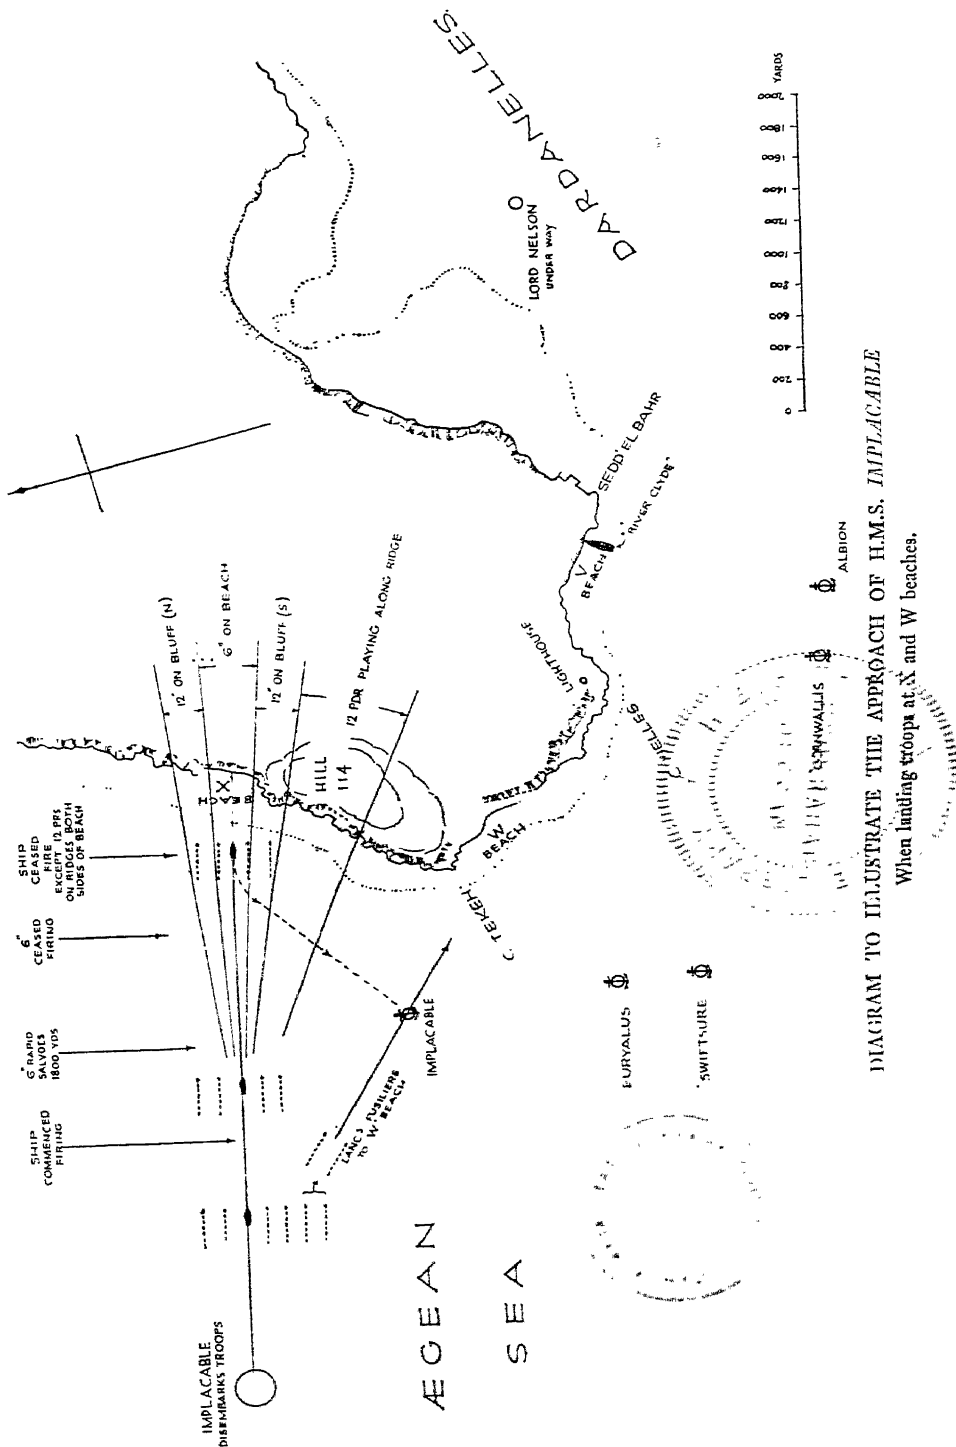 IMPLACABLE
DISEMBARKS TROOPS
SHIP
COMMENCED
FIRING
6" RAPID
SALVOES
1800 YDS
6"
CEASED
FIRING
SHIP
CEASED
FIRE
EXCEPT 12 PRS
ON RIDGES BOTH
SIDES OF BEACH
12" ON BLUFF (N)
6" ON BEACH
12" ON BLUFF (S)
12 PDR PLAYING ALONG RIDGE
BEACH
X
HILL
114
LANCS FUSILIERS
TO W. BEACH
IMPLACABLE
C. TEKEH
W
BEACH
LIGHTHOUSE
V
BEACH
"RIVER CLYDE"
SEDD'EL BAHR
LORD NELSON
UNDER WAY
DARDANELLES
ÆGEAN
SEA
EURYALUS
SWIFTSURE
CORNWALLIS
ALBION
0 200 400 600 800 1000 1200 1400 1600 1800 2000 YARDS
DIAGRAM TO ILLUSTRATE THE APPROACH OF H.M.S. IMPLACABLE
When landing troops at X and W beaches.